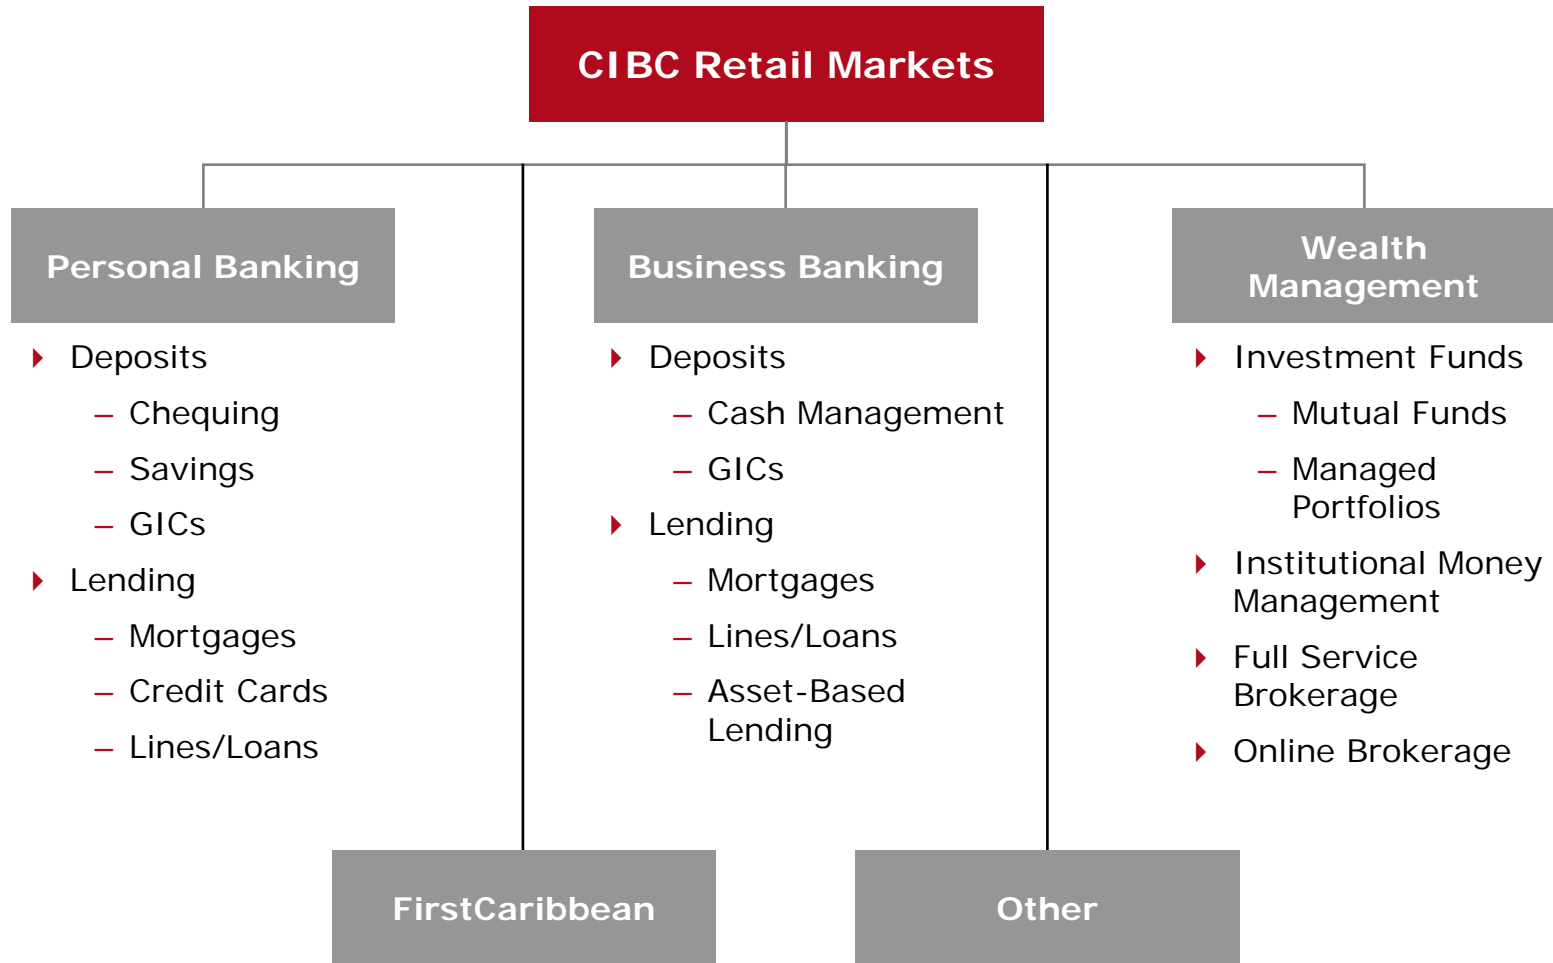 CIBC Retail Markets
Personal Banking
Deposits
– Chequing
– Savings
– GICs
Lending
– Mortgages
– Credit Cards
– Lines/Loans
Business Banking
Deposits
– Cash Management
– GICs
Lending
– Mortgages
– Lines/Loans
– Asset-Based
Lending
Wealth
Management
Investment Funds
– Mutual Funds
– Managed
Portfolios
Institutional Money
Management
Full Service
Brokerage
Online Brokerage
FirstCaribbean
Other